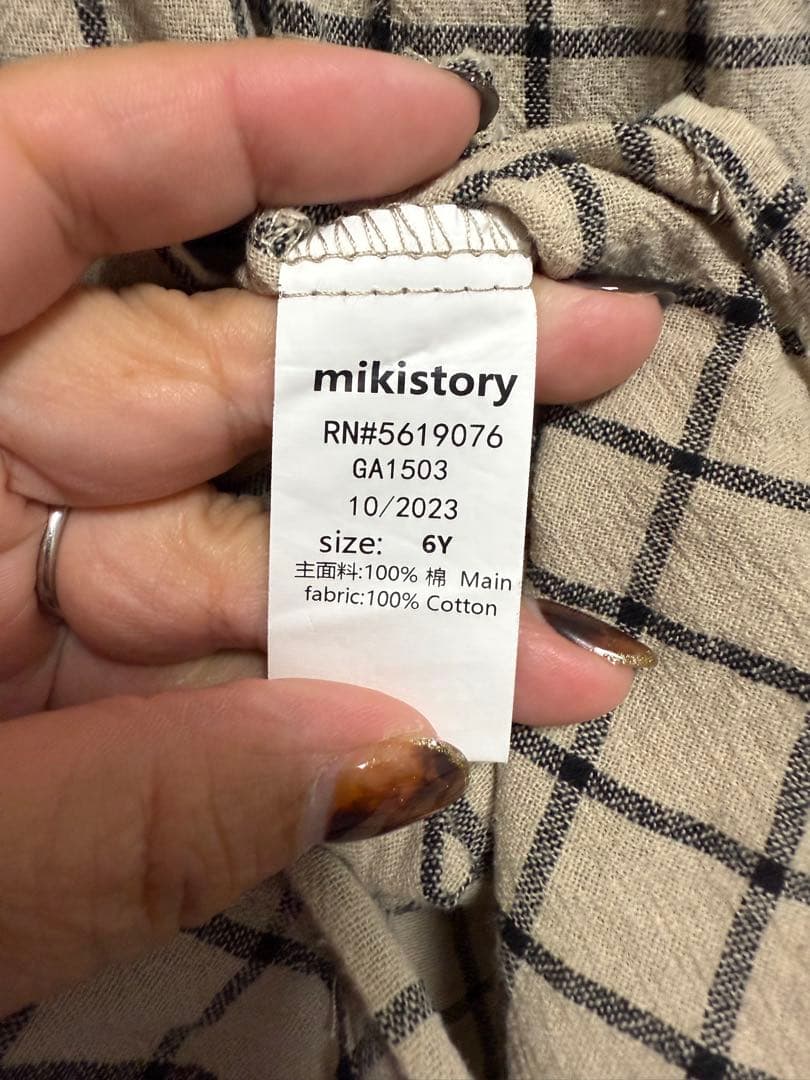 mikistory
RN#5619076
GA1503
10/2023
size: 6Y
主面料:100% 棉 Main
fabric:100% Cotton